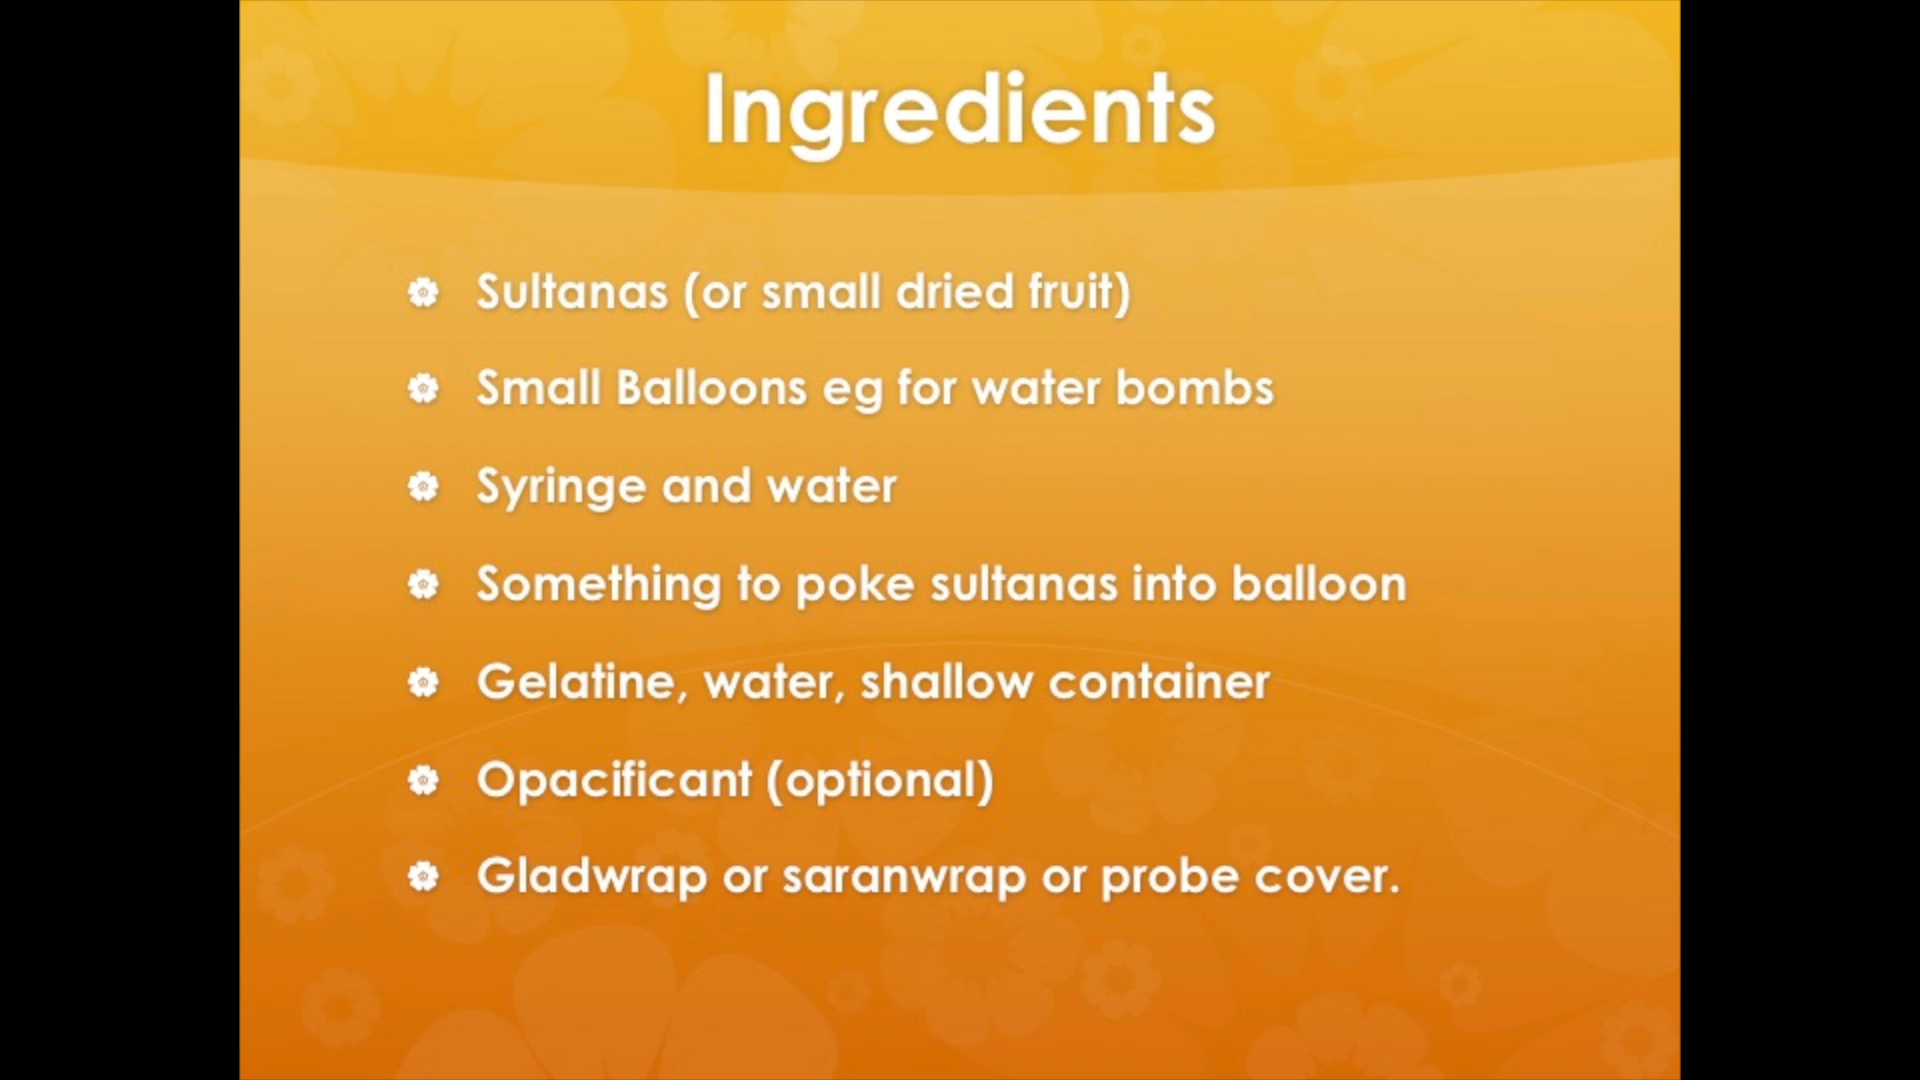 Ingredients
Sultanas (or small dried fruit)
Small Balloons eg for water bombs
Syringe and water
Something to poke sultanas into balloon
Gelatine, water, shallow container
Opacificant (optional)
Gladwrap or saranwrap or probe cover.